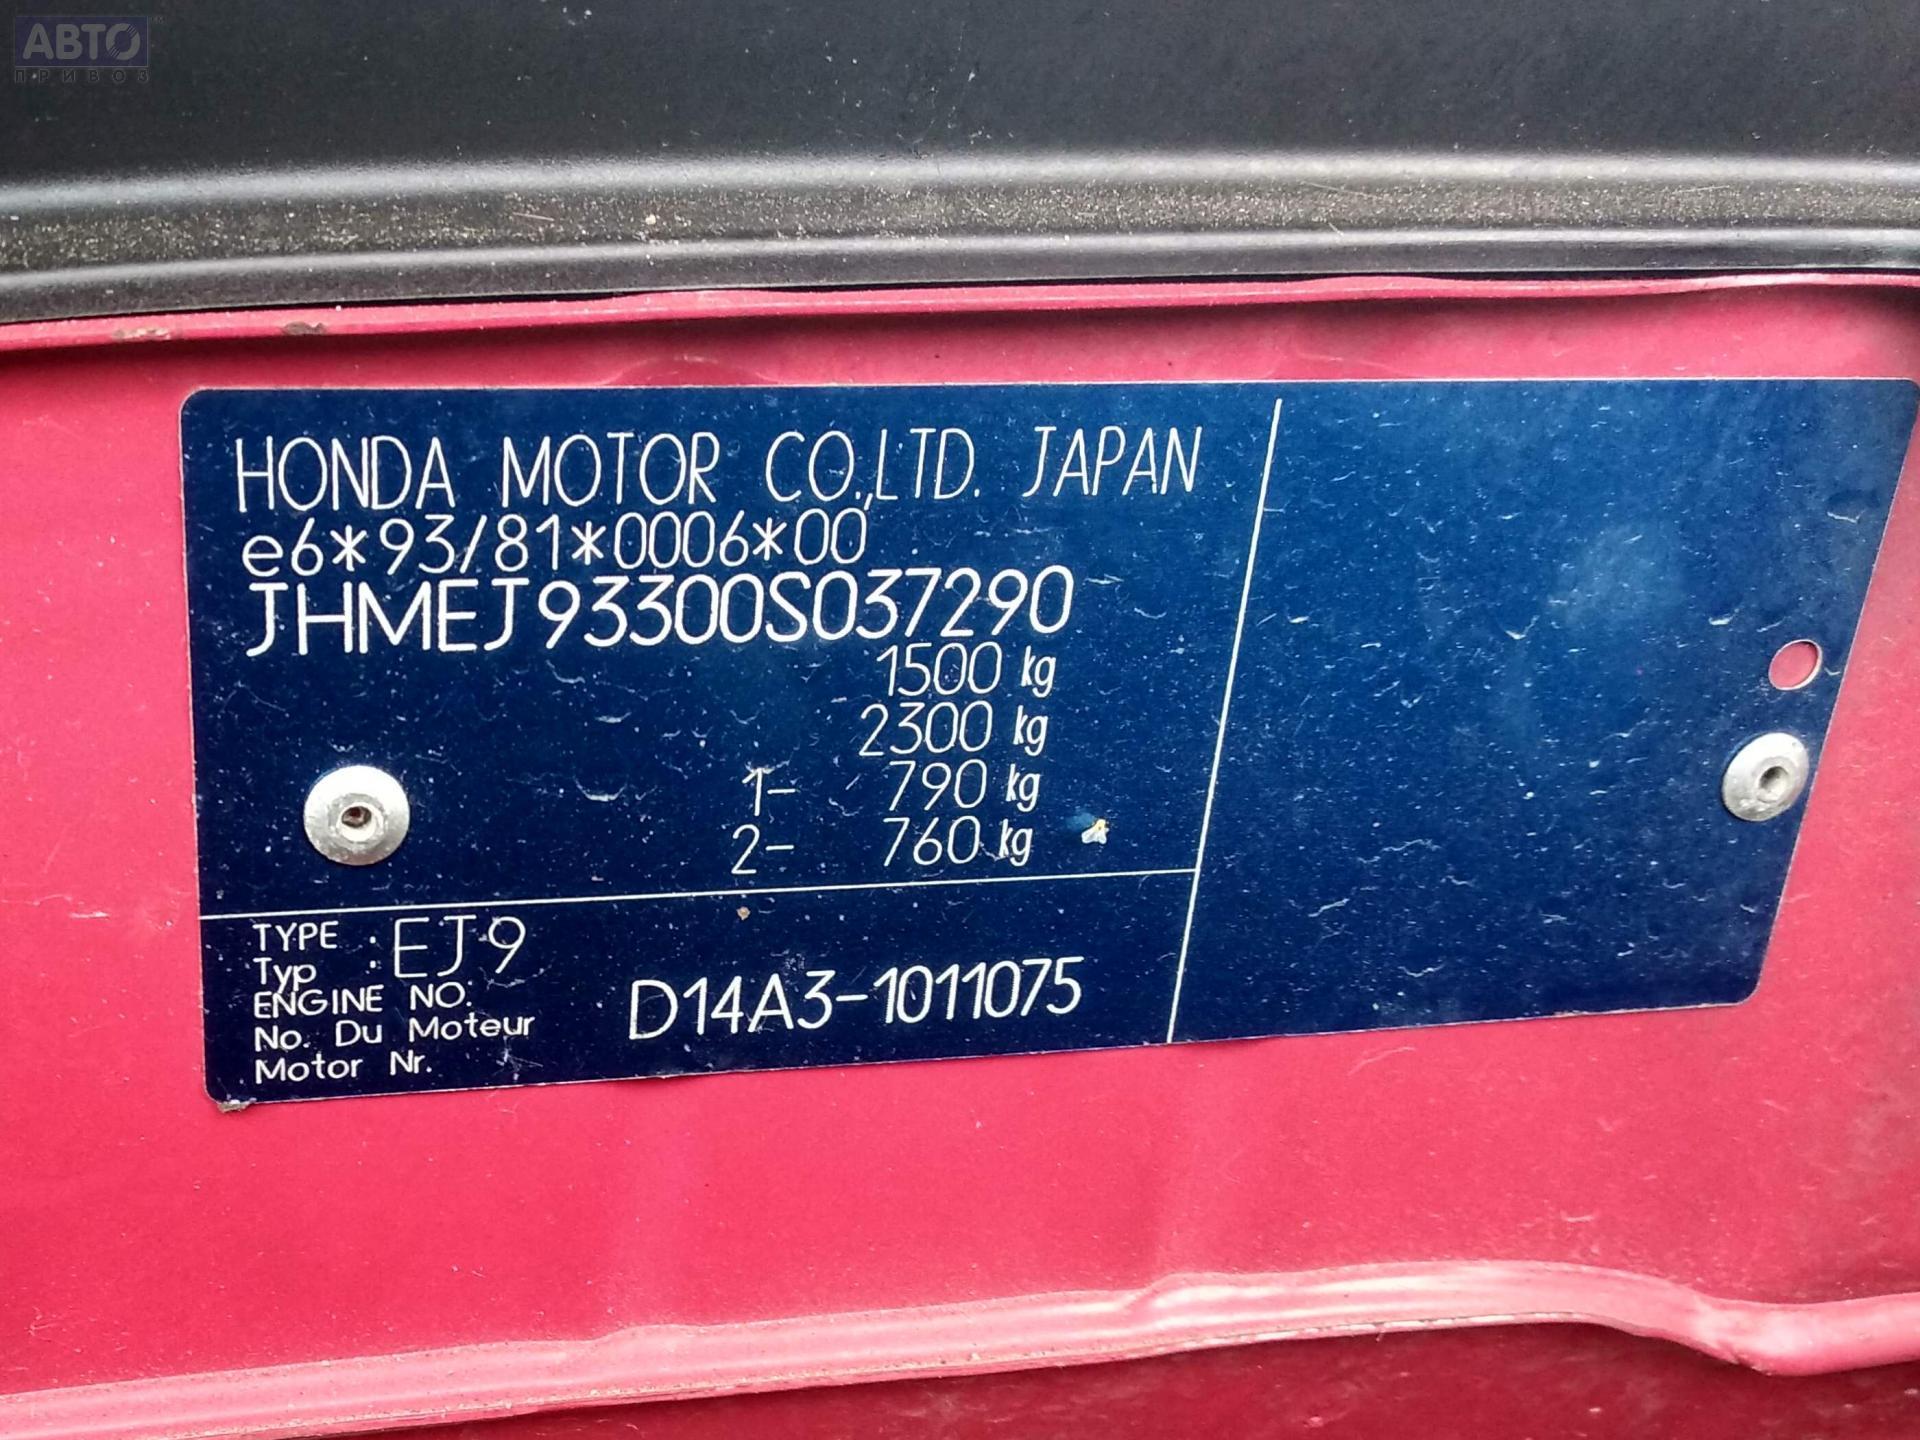 АВТО
ПРИВОЗ
HONDA MOTOR CO.,LTD. JAPAN
e6*93/81*0006*00
JHMEJ93300S037290
1500 kg
2300 kg
1- 790 kg
2- 760 kg
TYPE : EJ9
Typ
ENGINE NO.
No. Du Moteur
Motor Nr.
D14A3-1011075